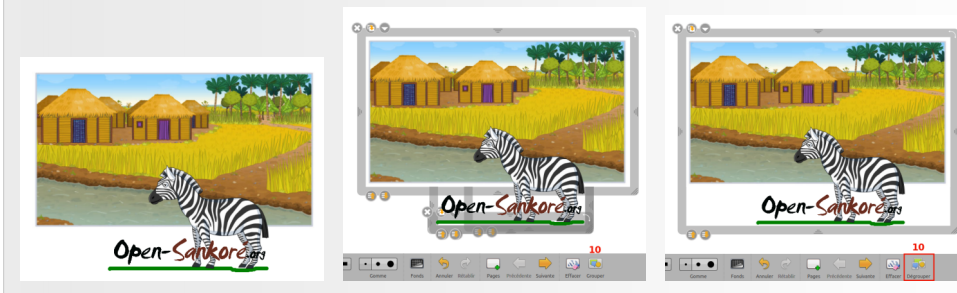 Open-Sankore.org
Open-Sankore.org
10
Gomme Fonds Annuler Rétablir Pages Précédente Suivante Effacer Grouper
Open-Sankore.org
10
Gomme Fonds Annuler Rétablir Pages Précédente Suivante Effacer Dégrouper